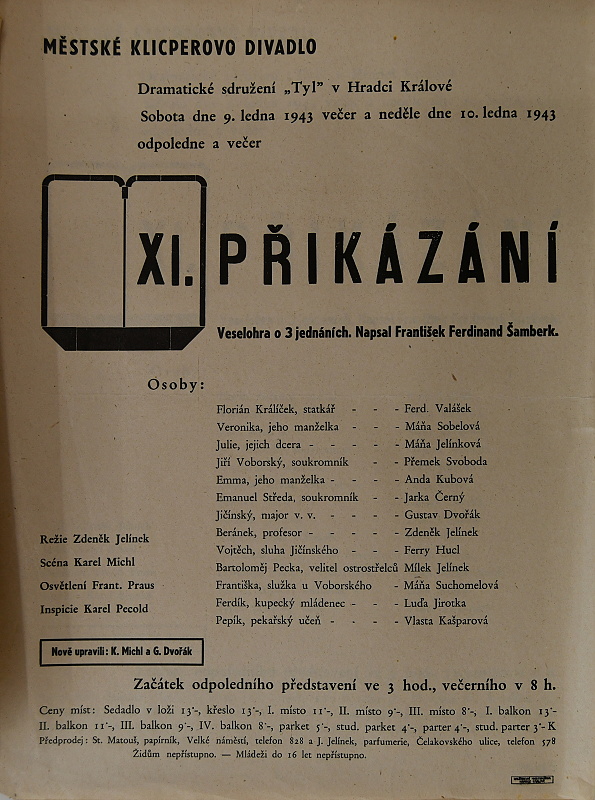 MĚSTSKÉ KLICPEROVO DIVADLO
Dramatické sdružení „Tyl” v Hradci Králové
Sobota dne 9. ledna 1943 večer a neděle dne 10. ledna 1943
odpoledne a večer
XI. PŘIKÁZÁNÍ
Veselohra o 3 jednáních. Napsal František Ferdinand Šamberk.
Osoby:
Florián Králíček, statkář - - - Ferd. Valášek
Veronika, jeho manželka - - - Máňa Sobelová
Julie, jejich dcera - - - - - Máňa Jelínková
Jiří Voborský, soukromník - - Přemek Svoboda
Emma, jeho manželka - - - - Anda Kubová
Emanuel Středa, soukromník - - Jarka Černý
Jičínský, major v. v. - - - - Gustav Dvořák
Beránek, profesor - - - - - Zdeněk Jelínek
Vojtěch, sluha Jičínského - - - Ferry Hucl
Bartoloměj Pecka, velitel ostrostřelců Mílek Jelínek
Františka, služka u Voborského - Máňa Suchomelová
Ferdík, kupecký mládenec - - - Luďa Jirotka
Pepík, pekařský učeň - - - - Vlasta Kašparová
Režie Zdeněk Jelínek
Scéna Karel Michl
Osvětlení Frant. Praus
Inspicie Karel Pecold
Nově upravili: K. Michl a G. Dvořák
Začátek odpoledního představení ve 3 hod., večerního v 8 h.
Ceny míst: Sedadlo v loži 13·-, křeslo 13·-, I. místo 11·-, II. místo 9·-, III. místo 8·-, I. balkon 13·-
II. balkon 11·-, III. balkon 9·-, IV. balkon 8·-, parket 5·-, stud. parket 4·-, parter 4·-, stud. parter 3·- K
Předprodej: St. Matouš, papírník, Velké náměstí, telefon 828 a J. Jelínek, parfumerie, Čelakovského ulice, telefon 578
Židům nepřístupno. — Mládeži do 16 let nepřístupno.